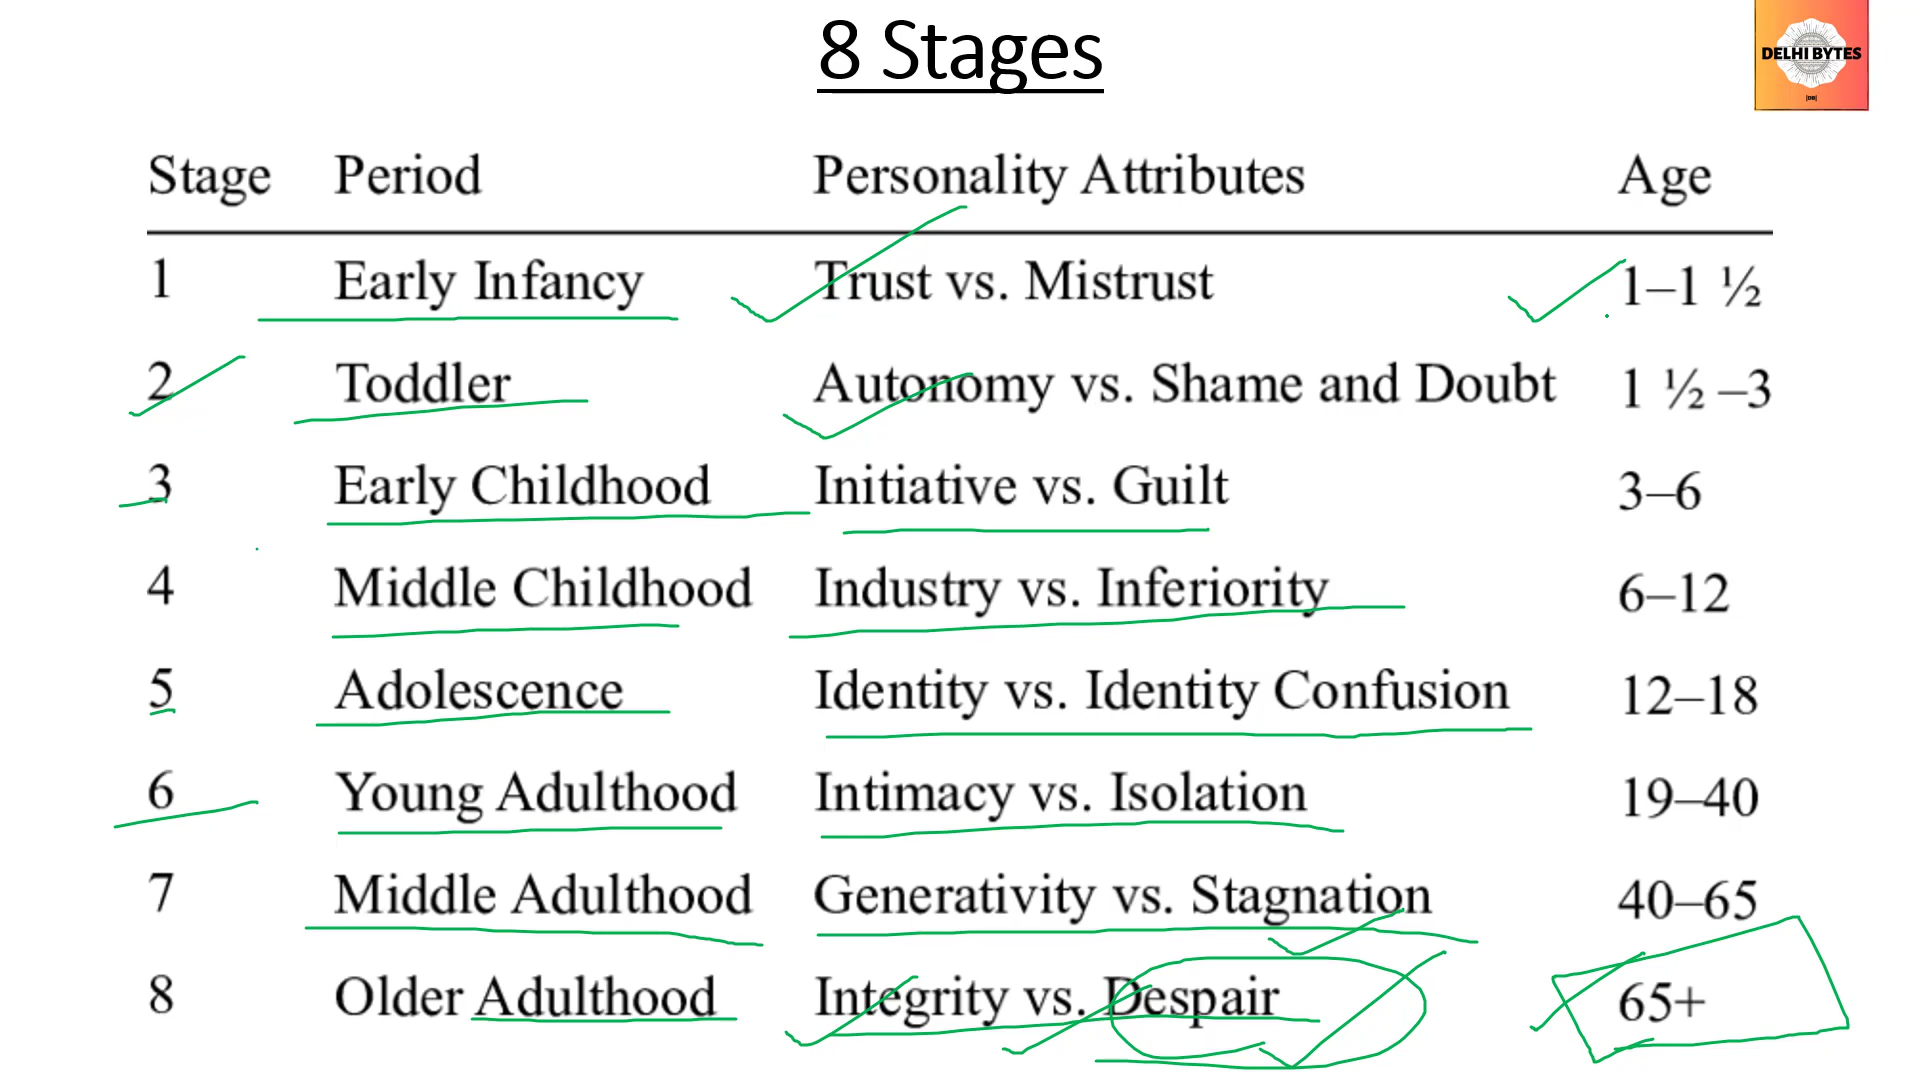 8 Stages
DELHI BYTES
|DB|
Stage Period Personality Attributes Age
1 Early Infancy Trust vs. Mistrust 1–1 ½
2 Toddler Autonomy vs. Shame and Doubt 1 ½ –3
3 Early Childhood Initiative vs. Guilt 3–6
4 Middle Childhood Industry vs. Inferiority 6–12
5 Adolescence Identity vs. Identity Confusion 12–18
6 Young Adulthood Intimacy vs. Isolation 19–40
7 Middle Adulthood Generativity vs. Stagnation 40–65
8 Older Adulthood Integrity vs. Despair 65+